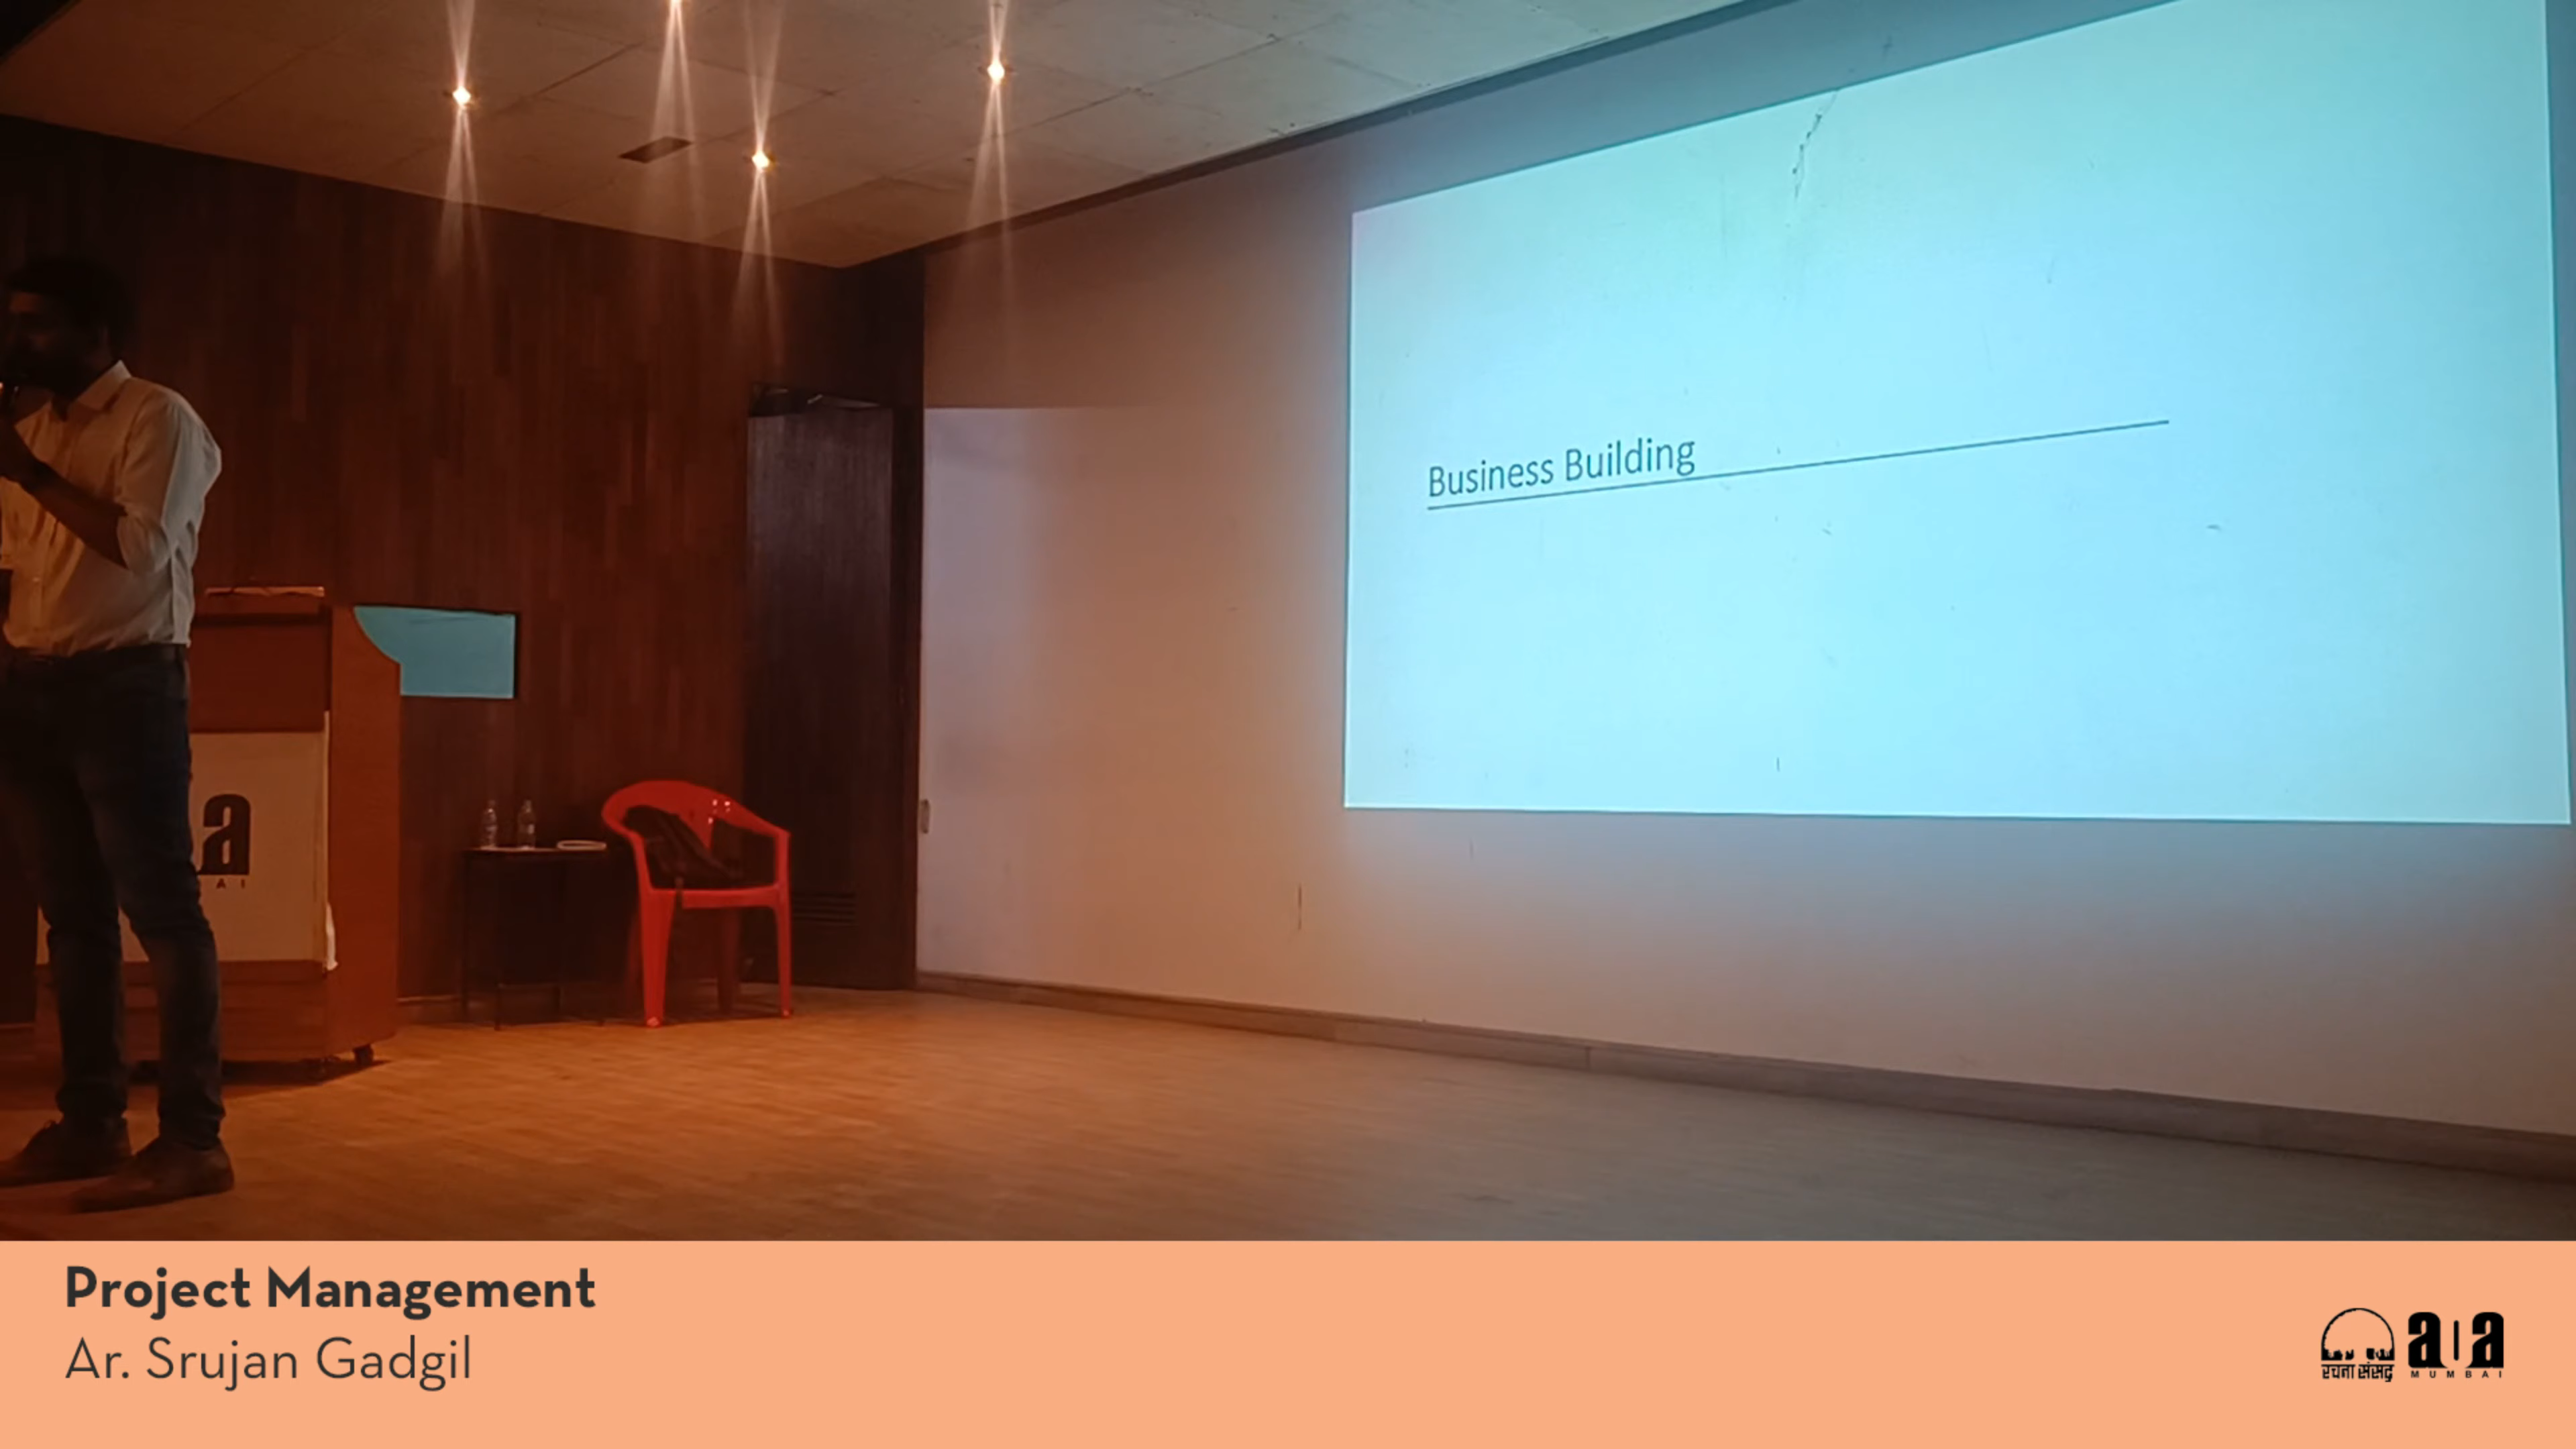 Business Building
a
A I
Project Management
Ar. Srujan Gadgil
रचना संसद
a|a
MUMBAI